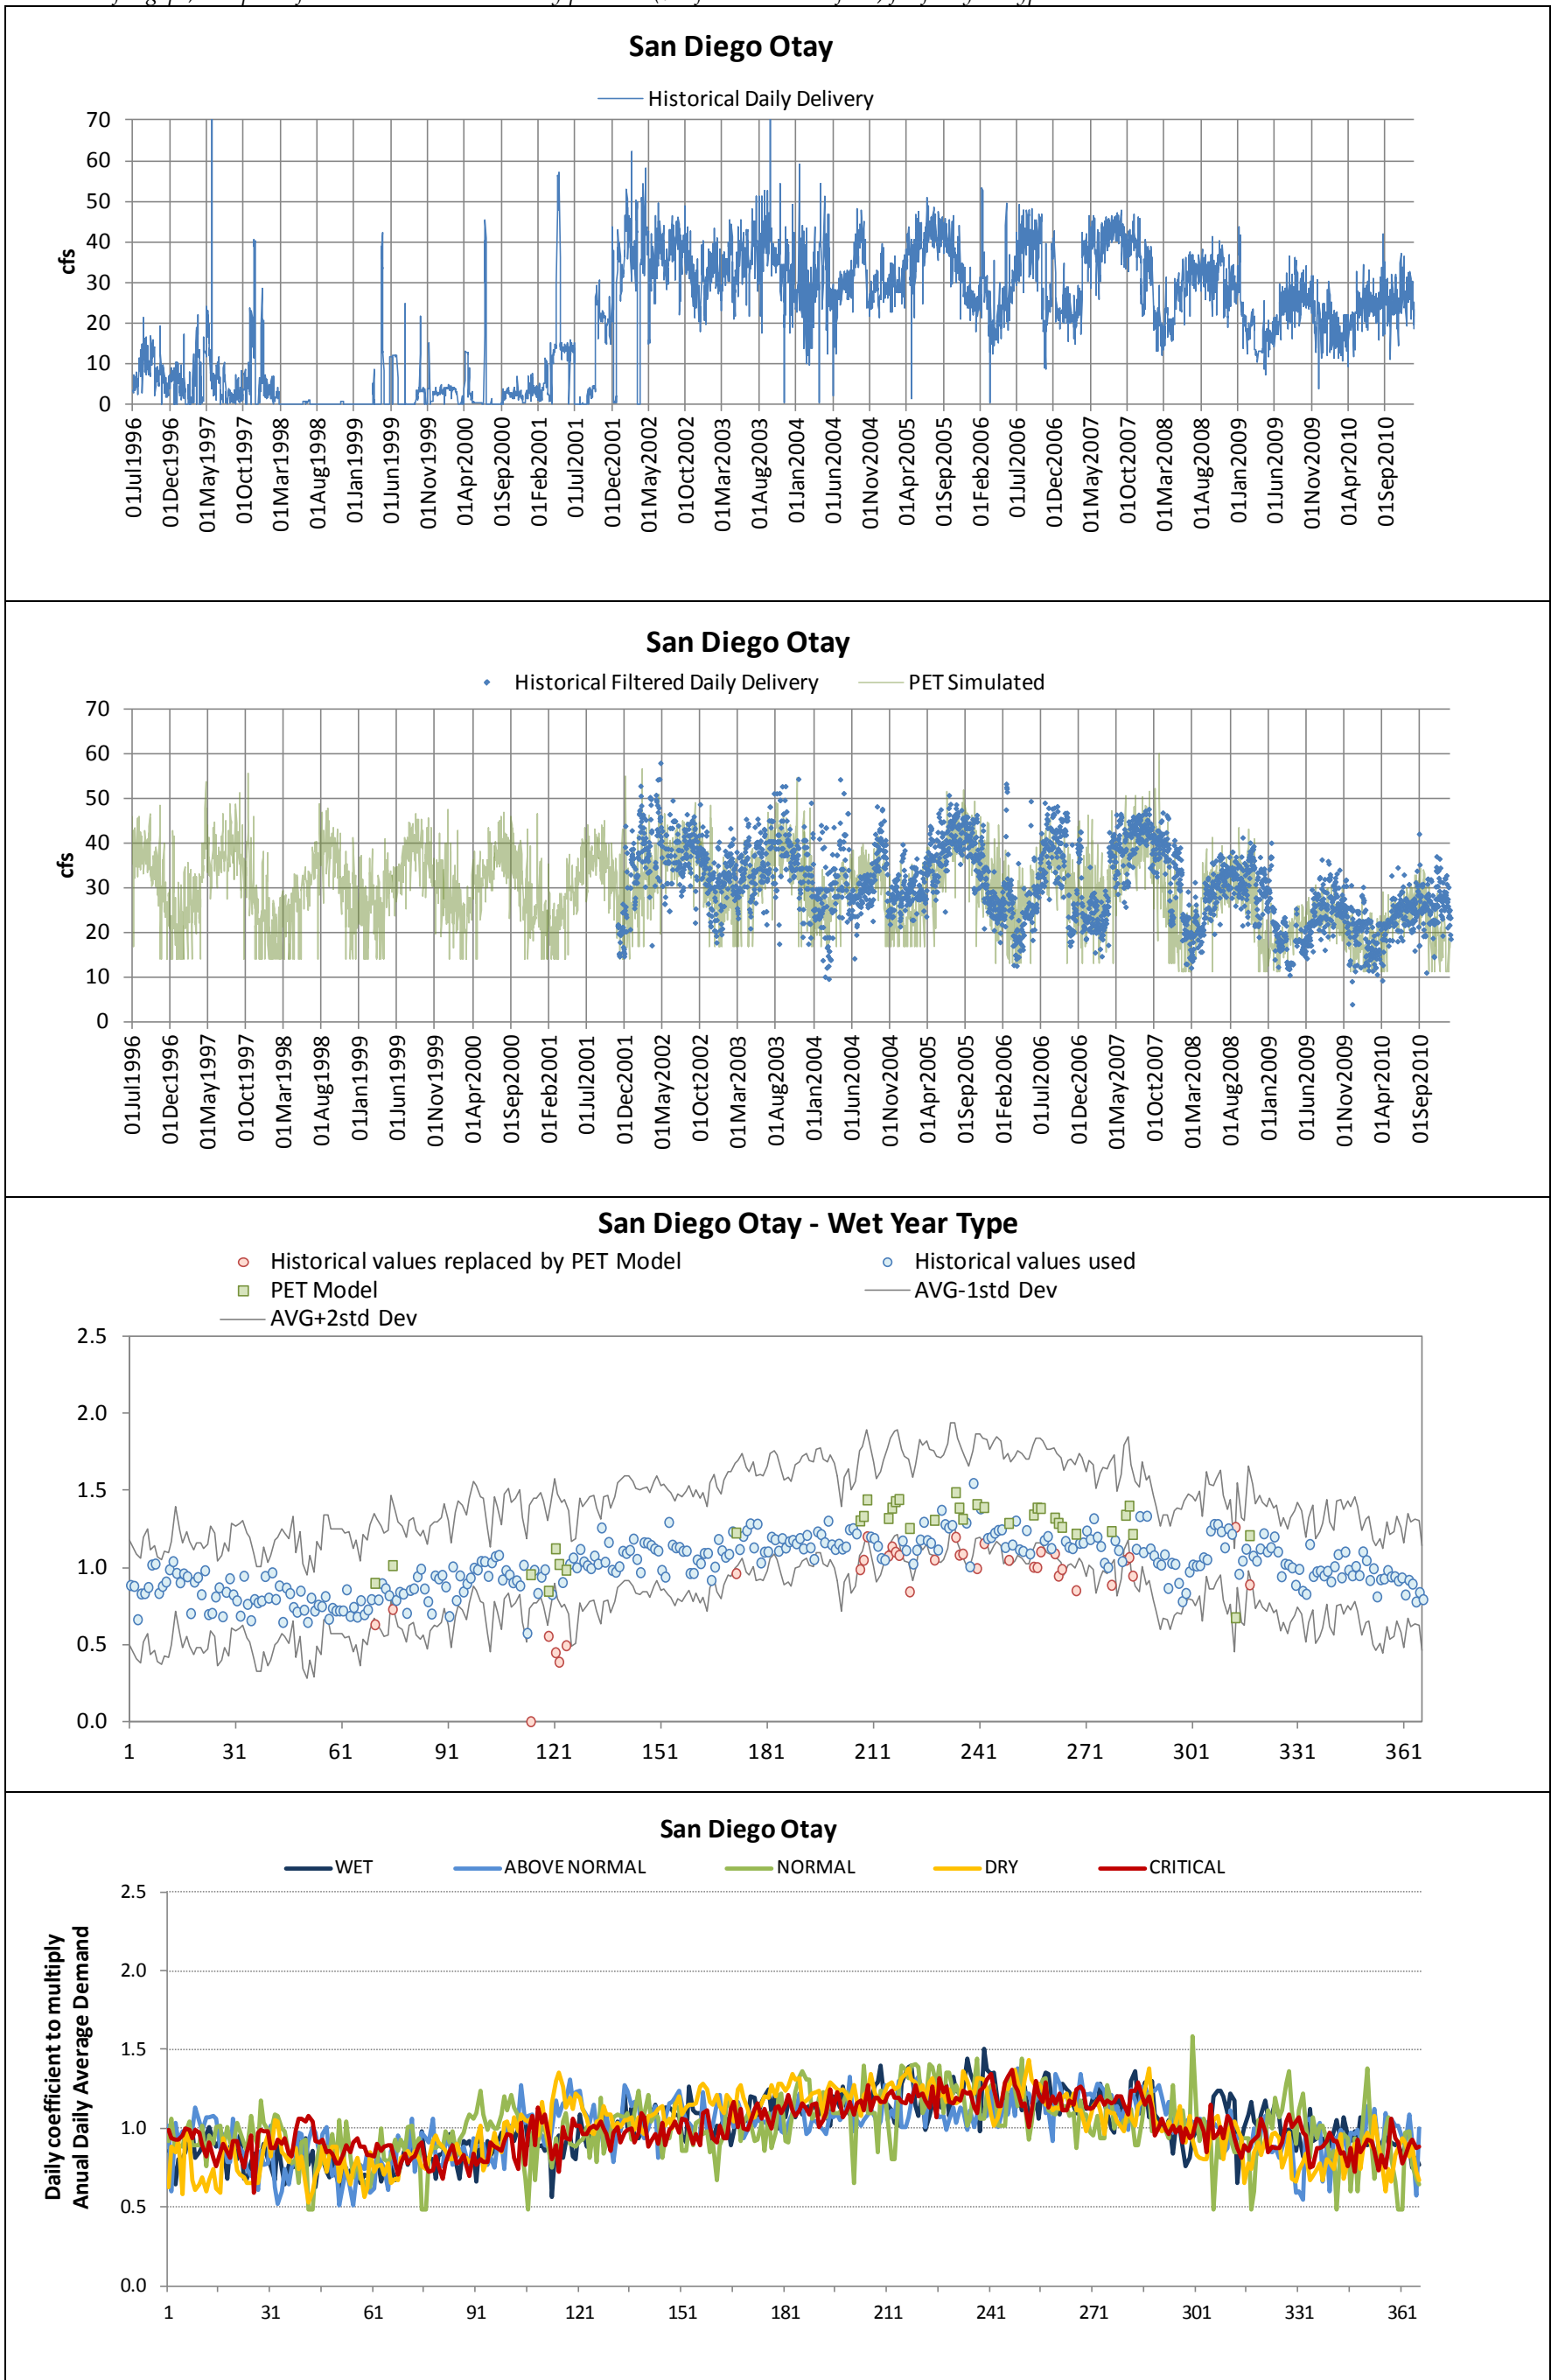 San Diego Otay
Historical Daily Delivery
70
60
50
40
30
20
10
0
cfs
01Jul1996
01Dec1996
01May1997
01Oct1997
01Mar1998
01Aug1998
01Jan1999
01Jun1999
01Nov1999
01Apr2000
01Sep2000
01Feb2001
01Jul2001
01Dec2001
01May2002
01Oct2002
01Mar2003
01Aug2003
01Jan2004
01Jun2004
01Nov2004
01Apr2005
01Sep2005
01Feb2006
01Jul2006
01Dec2006
01May2007
01Oct2007
01Mar2008
01Aug2008
01Jan2009
01Jun2009
01Nov2009
01Apr2010
01Sep2010
San Diego Otay
Historical Filtered Daily Delivery PET Simulated
70
60
50
40
30
20
10
0
cfs
01Jul1996
01Dec1996
01May1997
01Oct1997
01Mar1998
01Aug1998
01Jan1999
01Jun1999
01Nov1999
01Apr2000
01Sep2000
01Feb2001
01Jul2001
01Dec2001
01May2002
01Oct2002
01Mar2003
01Aug2003
01Jan2004
01Jun2004
01Nov2004
01Apr2005
01Sep2005
01Feb2006
01Jul2006
01Dec2006
01May2007
01Oct2007
01Mar2008
01Aug2008
01Jan2009
01Jun2009
01Nov2009
01Apr2010
01Sep2010
San Diego Otay - Wet Year Type
Historical values replaced by PET Model Historical values used
PET Model AVG-1std Dev
AVG+2std Dev
2.5
2.0
1.5
1.0
0.5
0.0
1 31 61 91 121 151 181 211 241 271 301 331 361
San Diego Otay
WET ABOVE NORMAL NORMAL DRY CRITICAL
2.5
2.0
1.5
1.0
0.5
0.0
Daily coefficient to multiply
Anual Daily Average Demand
1 31 61 91 121 151 181 211 241 271 301 331 361